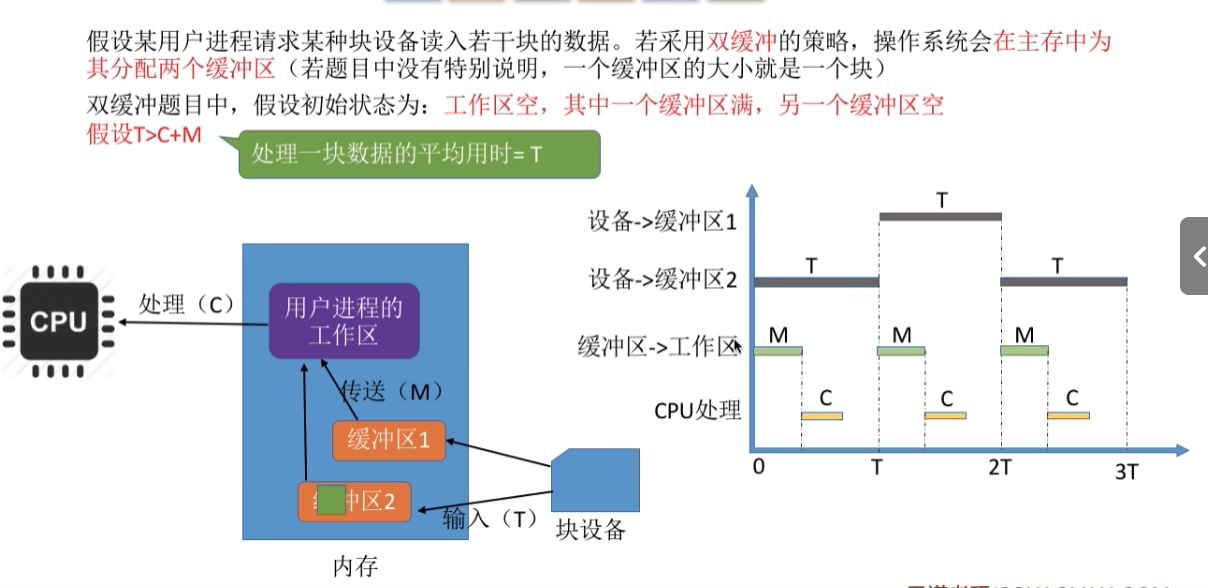 假设某用户进程请求某种块设备读入若干块的数据。若采用双缓冲的策略，操作系统会在主存中为
其分配两个缓冲区（若题目中没有特别说明，一个缓冲区的大小就是一个块）
双缓冲题目中，假设初始状态为：工作区空，其中一个缓冲区满，另一个缓冲区空
假设T>C+M
处理一块数据的平均用时= T
CPU
处理（C）
用户进程的
工作区
传送（M）
缓冲区1
冲区2
输入（T）
块设备
内存
设备->缓冲区1
T
设备->缓冲区2
T
T
缓冲区->工作区
M
M
M
CPU处理
C
C
C
0
T
2T
3T